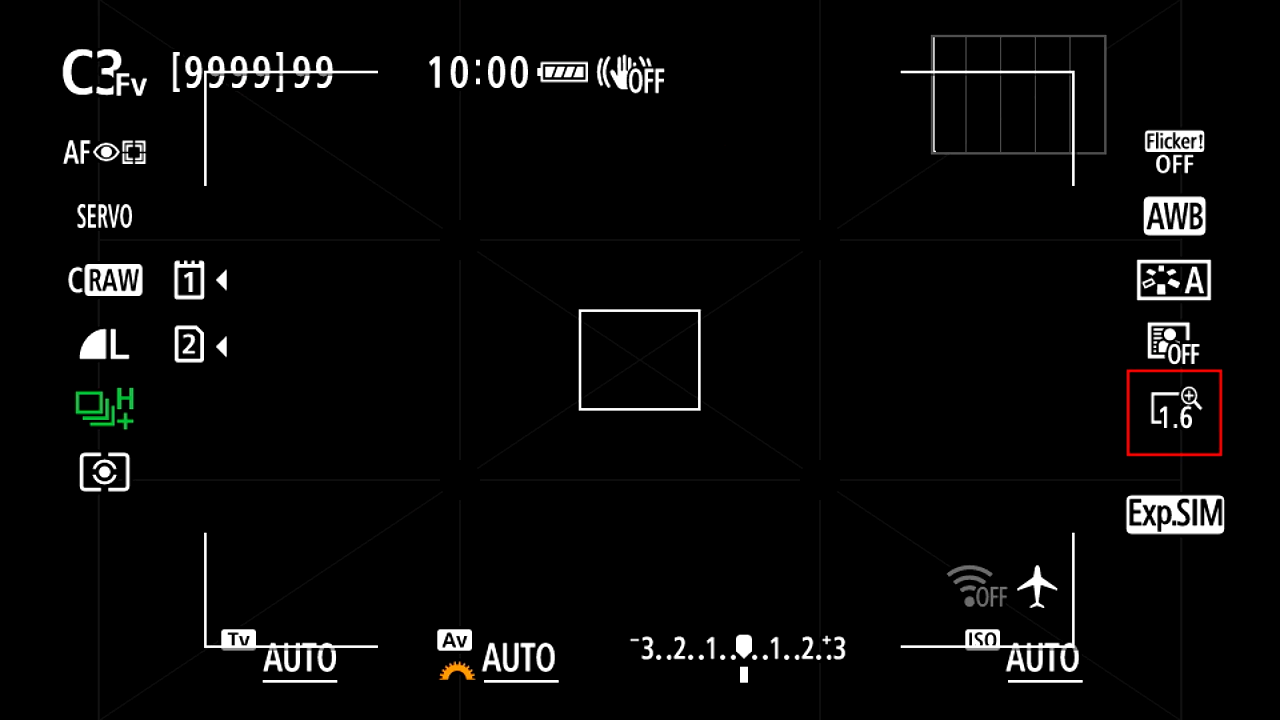 C3Fv [9999]99 10:00 OFF
AF
Flicker!
OFF
SERVO
AWB
CRAW 1
A
L 2
OFF
H+
1.6
Exp.SIM
OFF
Tv AUTO
Av AUTO
-3..2..1..0..1..2.+3
ISO AUTO